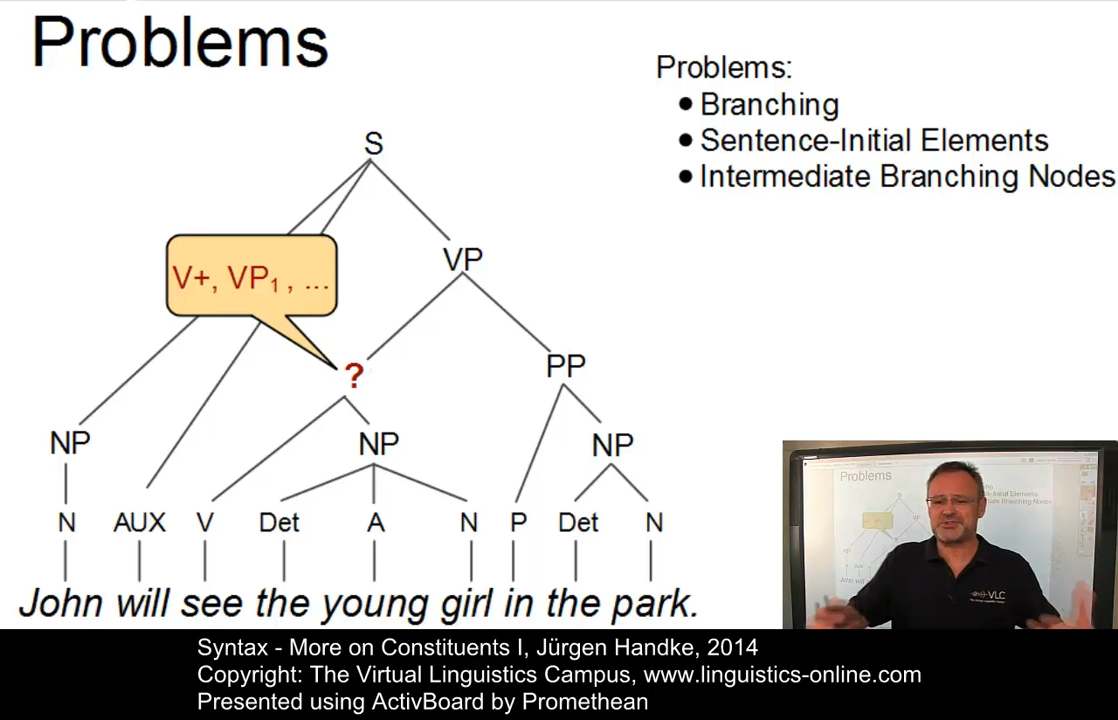 Problems
Problems:
• Branching
• Sentence-Initial Elements
• Intermediate Branching Nodes
S
V+, VP₁, ...
VP
?
PP
NP
NP
NP
N AUX V Det A N P Det N
John will see the young girl in the park.
Problems
VLC
Syntax - More on Constituents I, Jürgen Handke, 2014
Copyright: The Virtual Linguistics Campus, www.linguistics-online.com
Presented using ActivBoard by Promethean